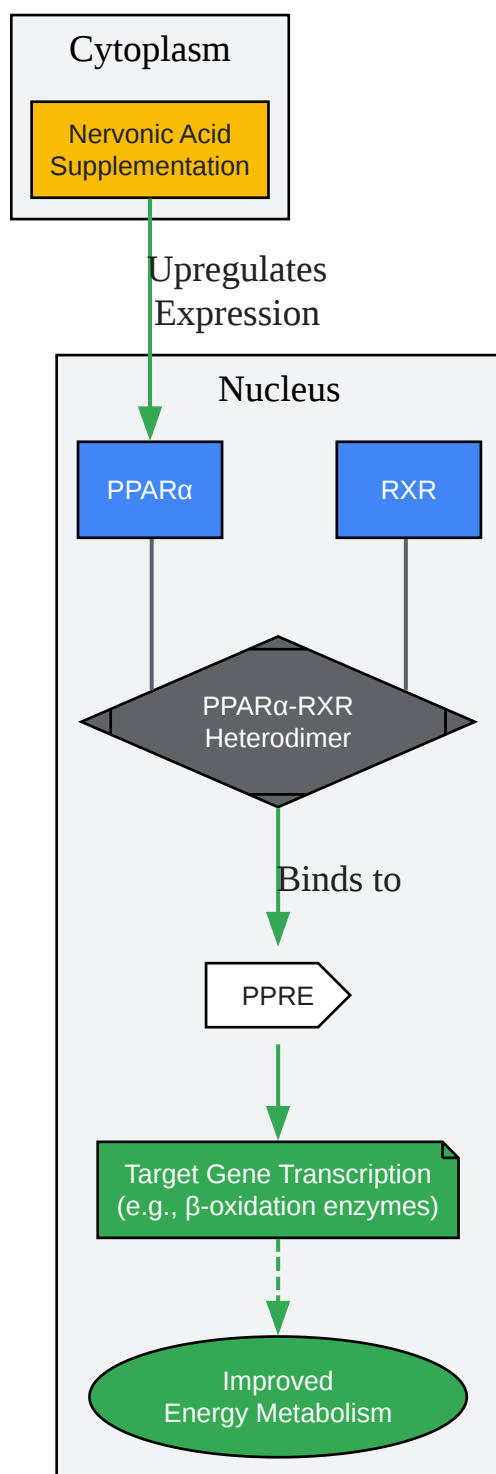 Cytoplasm
Nervonic Acid
Supplementation
Upregulates
Expression
Nucleus
PPARα
RXR
PPARα-RXR
Heterodimer
Binds to
PPRE
Target Gene Transcription
(e.g., β-oxidation enzymes)
Improved
Energy Metabolism